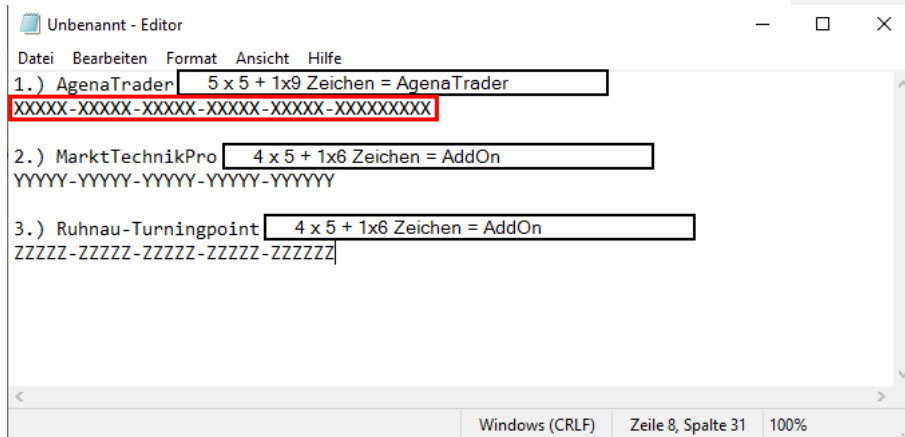 Unbenannt - Editor
Datei Bearbeiten Format Ansicht Hilfe
1.) AgenaTrader 5 x 5 + 1x9 Zeichen = AgenaTrader
XXXXX-XXXXX-XXXXX-XXXXX-XXXXX-XXXXXXXXX
2.) MarktTechnikPro 4 x 5 + 1x6 Zeichen = AddOn
YYYYY-YYYYY-YYYYY-YYYYY-YYYYYY
3.) Ruhnau-Turningpoint 4 x 5 + 1x6 Zeichen = AddOn
ZZZZZ-ZZZZZ-ZZZZZ-ZZZZZ-ZZZZZZ
Windows (CRLF) Zeile 8, Spalte 31 100%